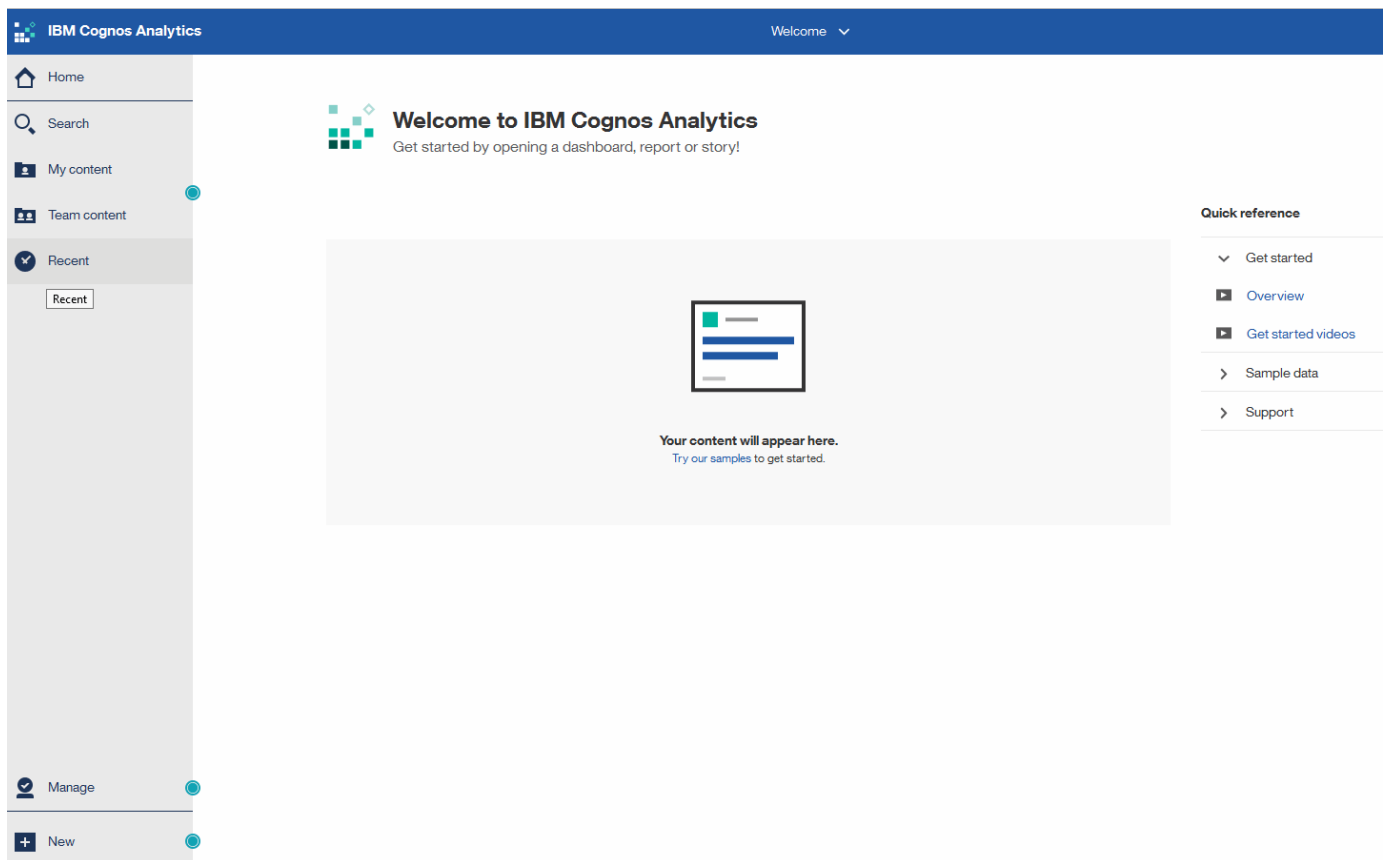 IBM Cognos Analytics
Welcome
Home
Search
My content
Team content
Recent
Recent
Manage
New
Welcome to IBM Cognos Analytics
Get started by opening a dashboard, report or story!
Your content will appear here.
Try our samples to get started.
Quick reference
Get started
Overview
Get started videos
Sample data
Support